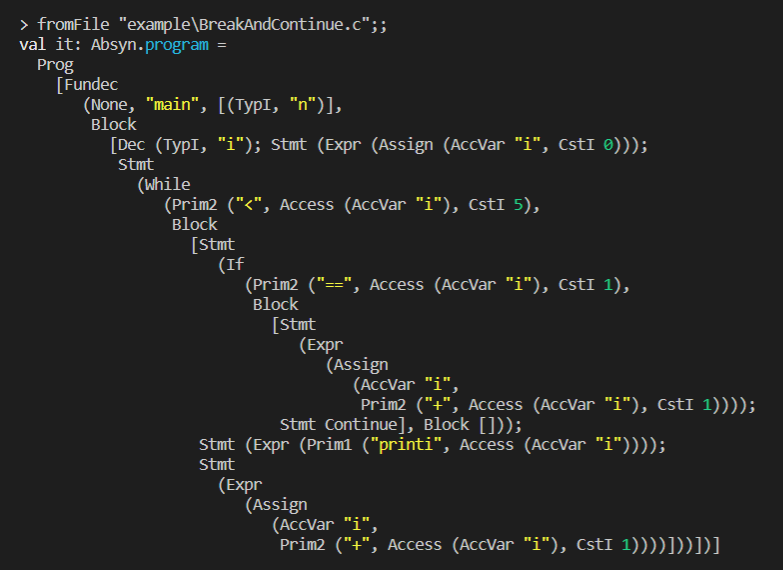 > fromFile "example\BreakAndContinue.c";;
val it: Absyn.program =
  Prog
    [Fundec
       (None, "main", [(TypI, "n")],
        Block
          [Dec (TypI, "i"); Stmt (Expr (Assign (AccVar "i", CstI 0)));
           Stmt
             (While
                (Prim2 ("<", Access (AccVar "i"), CstI 5),
                 Block
                   [Stmt
                      (If
                         (Prim2 ("==", Access (AccVar "i"), CstI 1),
                          Block
                            [Stmt
                               (Expr
                                  (Assign
                                     (AccVar "i",
                                      Prim2 ("+", Access (AccVar "i"), CstI 1))));
                             Stmt Continue], Block []));
                    Stmt (Expr (Prim1 ("printi", Access (AccVar "i"))));
                    Stmt
                      (Expr
                         (Assign
                            (AccVar "i",
                             Prim2 ("+", Access (AccVar "i"), CstI 1))))]))])]